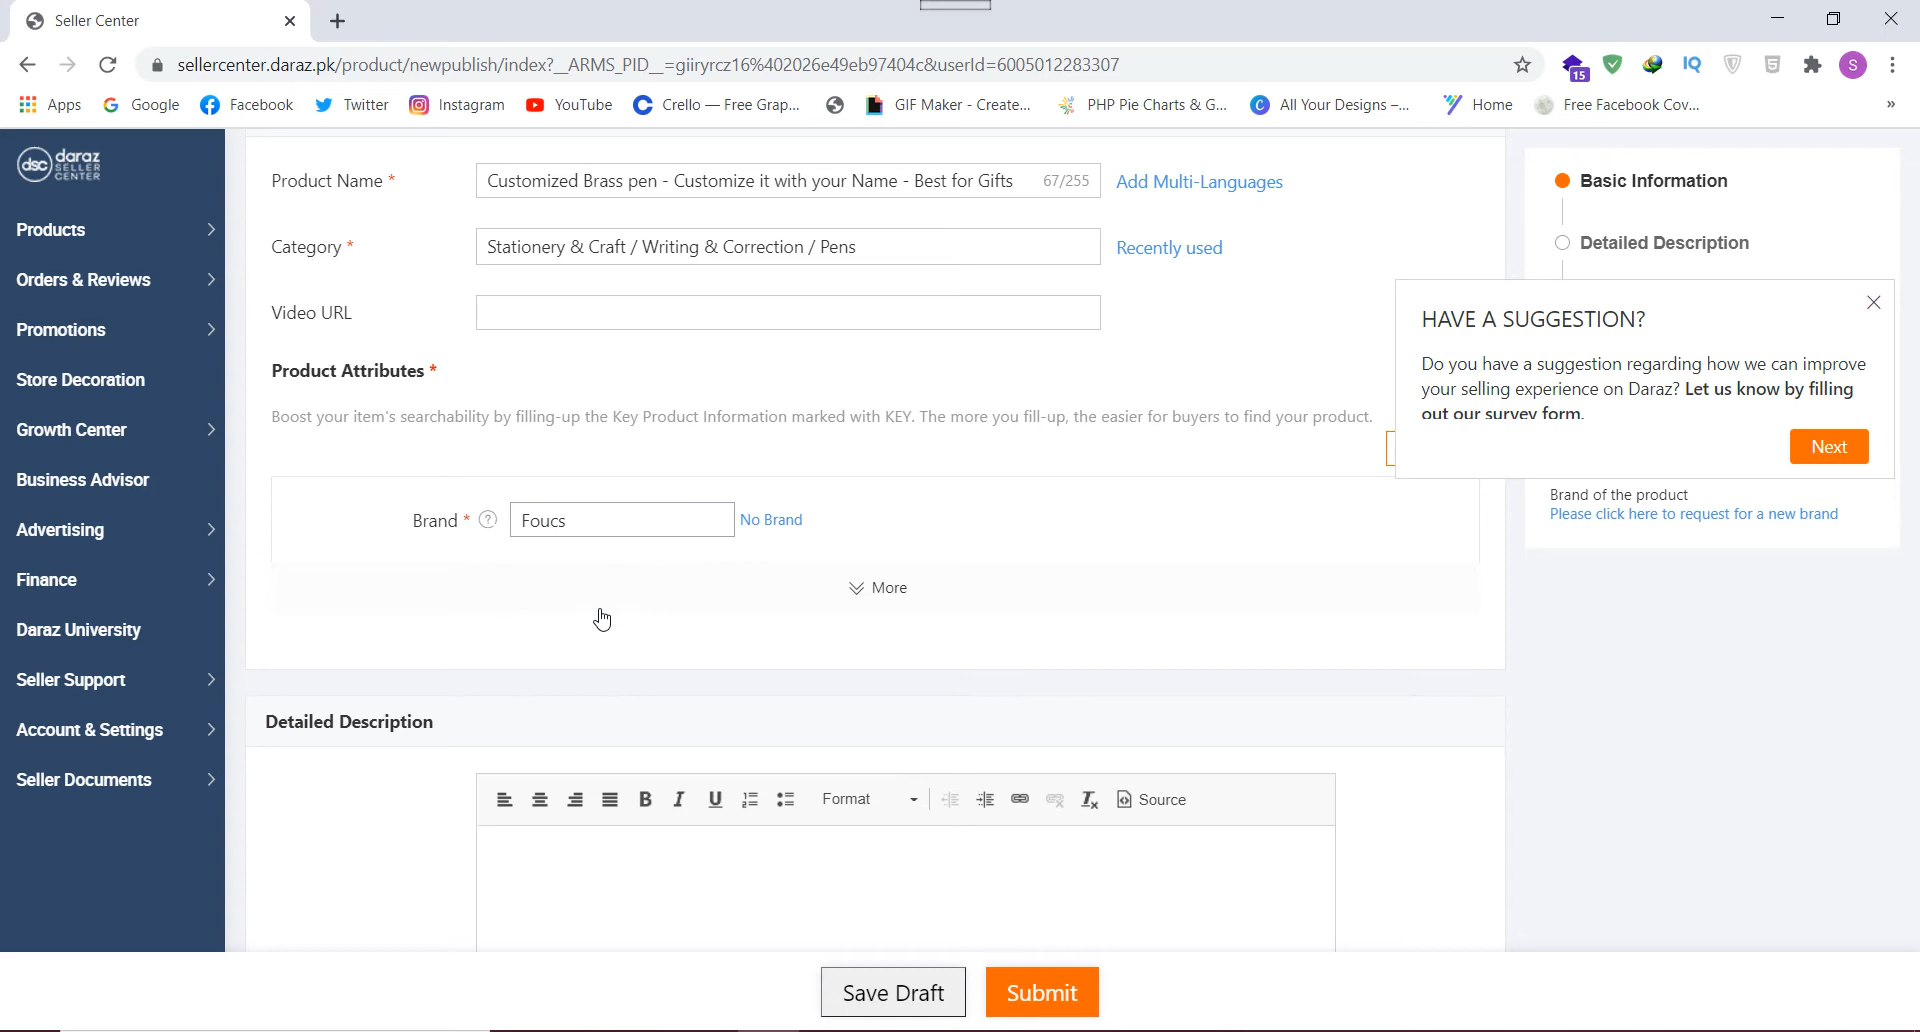 Seller Center
sellercenter.daraz.pk/product/newpublish/index?__ARMS_PID__=giiryrcz16%402026e49eb97404c&userId=6005012283307
15
IQ
S
Apps
Google
Facebook
Twitter
Instagram
YouTube
Crello — Free Grap...
GIF Maker - Create...
PHP Pie Charts & G...
All Your Designs –...
Home
Free Facebook Cov...
»
dsc daraz
SELLER
CENTER
Products
Orders & Reviews
Promotions
Store Decoration
Growth Center
Business Advisor
Advertising
Finance
Daraz University
Seller Support
Account & Settings
Seller Documents
Product Name *
Customized Brass pen - Customize it with your Name - Best for Gifts 67/255
Add Multi-Languages
Category *
Stationery & Craft / Writing & Correction / Pens
Recently used
Video URL
Product Attributes *
Boost your item's searchability by filling-up the Key Product Information marked with KEY. The more you fill-up, the easier for buyers to find your product.
Brand * ?
Foucs
No Brand
More
Detailed Description
B I U
Format
Source
Basic Information
Detailed Description
HAVE A SUGGESTION?
Do you have a suggestion regarding how we can improve
your selling experience on Daraz? Let us know by filling
out our survey form.
Next
Brand of the product
Please click here to request for a new brand
Save Draft
Submit